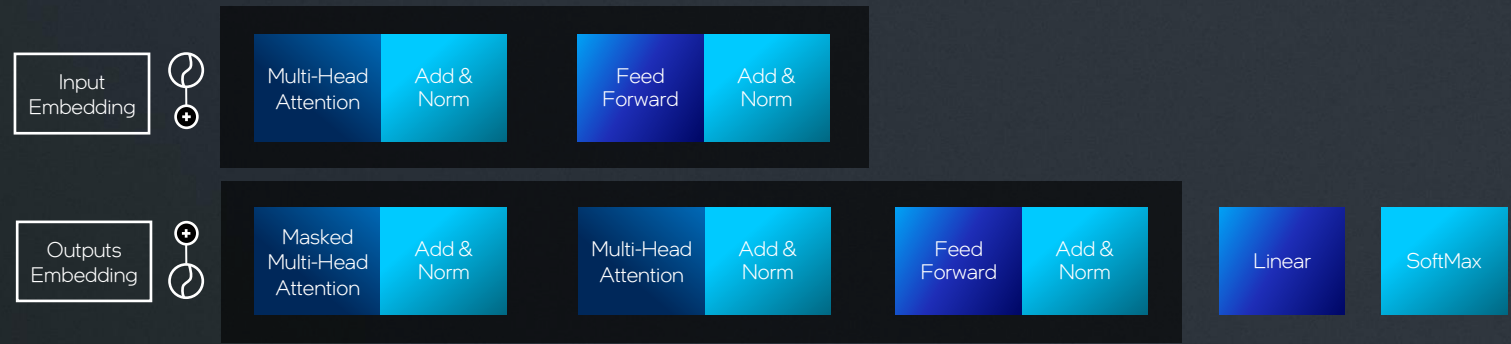 Input
Embedding
Multi-Head
Attention
Add &
Norm
Feed
Forward
Add &
Norm
Outputs
Embedding
Masked
Multi-Head
Attention
Add &
Norm
Multi-Head
Attention
Add &
Norm
Feed
Forward
Add &
Norm
Linear
SoftMax